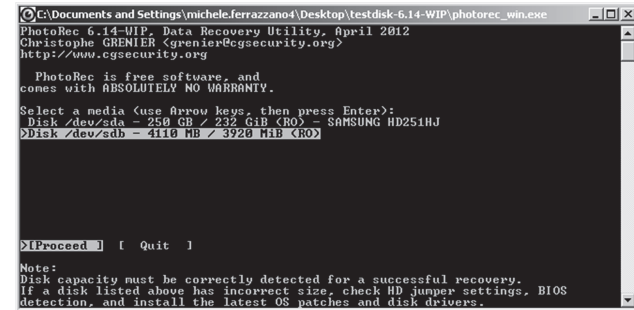 C:\Documents and Settings\michele.ferrazzano4\Desktop\testdisk-6.14-WIP\photorec_win.exe
PhotoRec 6.14-WIP, Data Recovery Utility, April 2012
Christophe GRENIER <grenier@cgsecurity.org>
http://www.cgsecurity.org
PhotoRec is free software, and
comes with ABSOLUTELY NO WARRANTY.
Select a media (use Arrow keys, then press Enter):
Disk /dev/sda - 250 GB / 232 GiB (RO) - SAMSUNG HD251HJ
>Disk /dev/sdb - 4110 MB / 3920 MiB (RO)
>[Proceed ] [ Quit ]
Note:
Disk capacity must be correctly detected for a successful recovery.
If a disk listed above has incorrect size, check HD jumper settings, BIOS
detection, and install the latest OS patches and disk drivers.